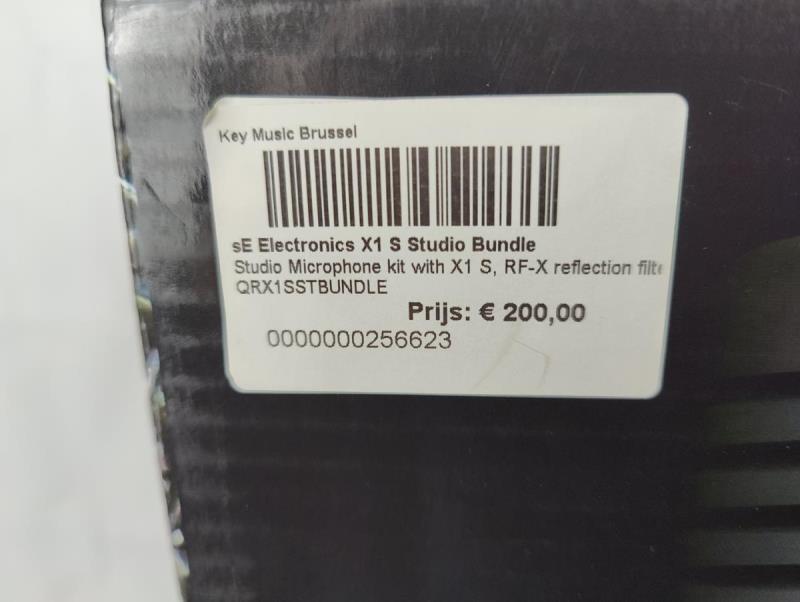 Key Music Brussel
sE Electronics X1 S Studio Bundle
Studio Microphone kit with X1 S, RF-X reflection filte
QRX1SSTBUNDLE
Prijs: € 200,00
0000000256623